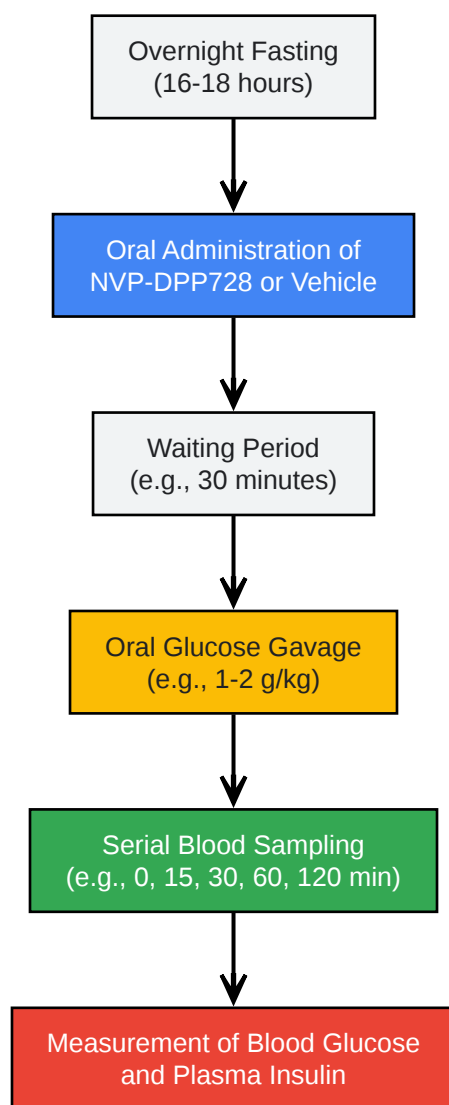 Overnight Fasting
(16-18 hours)
Oral Administration of
NVP-DPP728 or Vehicle
Waiting Period
(e.g., 30 minutes)
Oral Glucose Gavage
(e.g., 1-2 g/kg)
Serial Blood Sampling
(e.g., 0, 15, 30, 60, 120 min)
Measurement of Blood Glucose
and Plasma Insulin